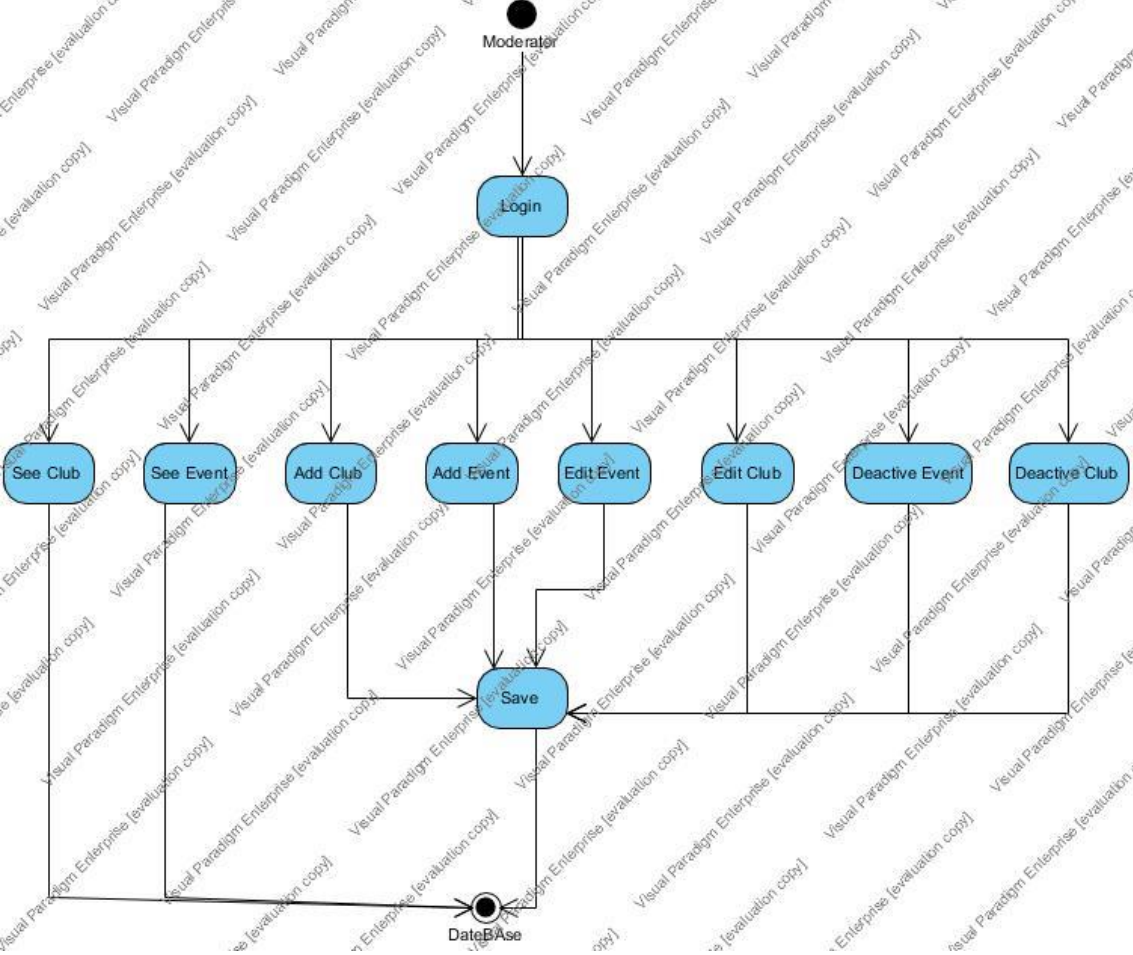 Moderator
Login
See Club
See Event
Add Club
Add Event
Edit Event
Edit Club
Deactive Event
Deactive Club
Save
DateBAse
Visual Paradigm Enterprise [evaluation copy]